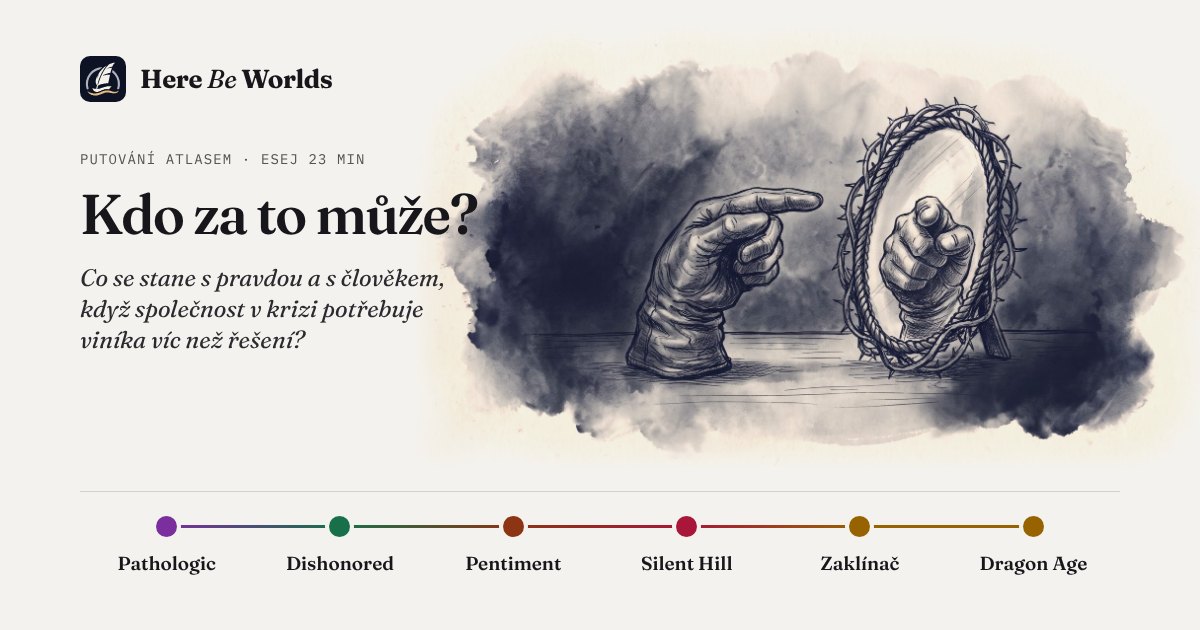 Here Be Worlds
PUTOVÁNÍ ATLASEM · ESEJ 23 MIN
Kdo za to může?
Co se stane s pravdou a s člověkem,
když společnost v krizi potřebuje
viníka víc než řešení?
Pathologic
Dishonored
Pentiment
Silent Hill
Zaklínač
Dragon Age